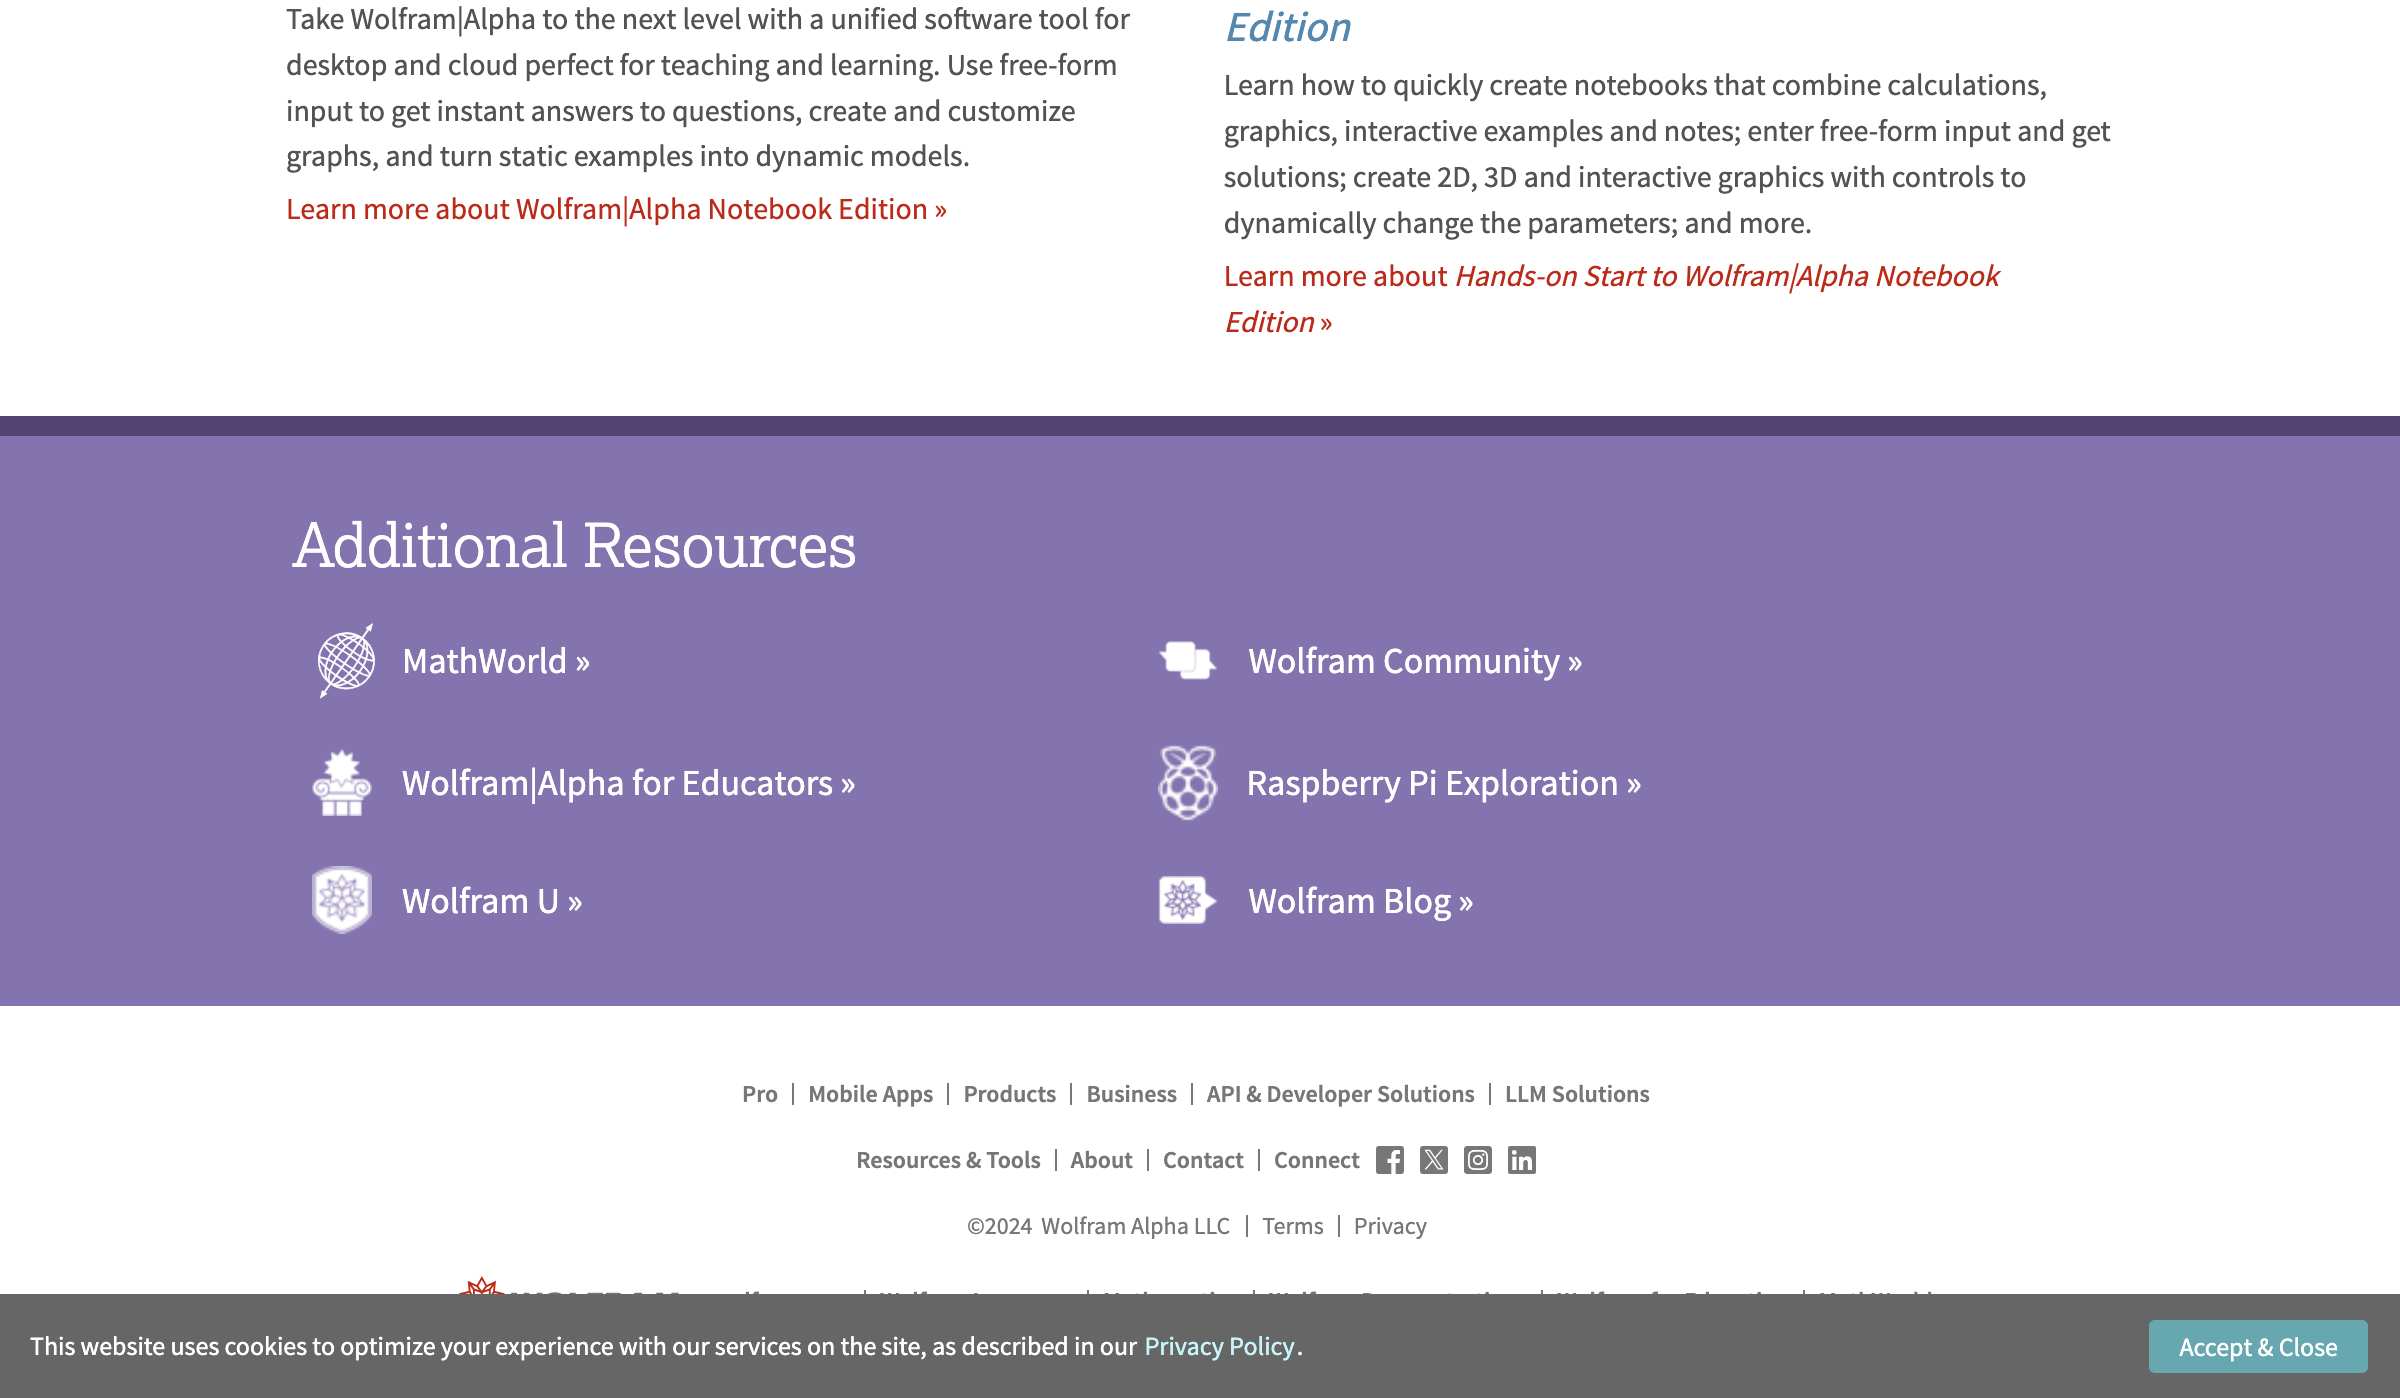 Take Wolfram|Alpha to the next level with a unified software tool for
desktop and cloud perfect for teaching and learning. Use free-form
input to get instant answers to questions, create and customize
graphs, and turn static examples into dynamic models.
Learn more about Wolfram|Alpha Notebook Edition »
Edition
Learn how to quickly create notebooks that combine calculations,
graphics, interactive examples and notes; enter free-form input and get
solutions; create 2D, 3D and interactive graphics with controls to
dynamically change the parameters; and more.
Learn more about Hands-on Start to Wolfram|Alpha Notebook
Edition »
Additional Resources
MathWorld »
Wolfram Community »
Wolfram|Alpha for Educators »
Raspberry Pi Exploration »
Wolfram U »
Wolfram Blog »
Pro | Mobile Apps | Products | Business | API & Developer Solutions | LLM Solutions
Resources & Tools | About | Contact | Connect
©2024 Wolfram Alpha LLC | Terms | Privacy
This website uses cookies to optimize your experience with our services on the site, as described in our Privacy Policy.
Accept & Close